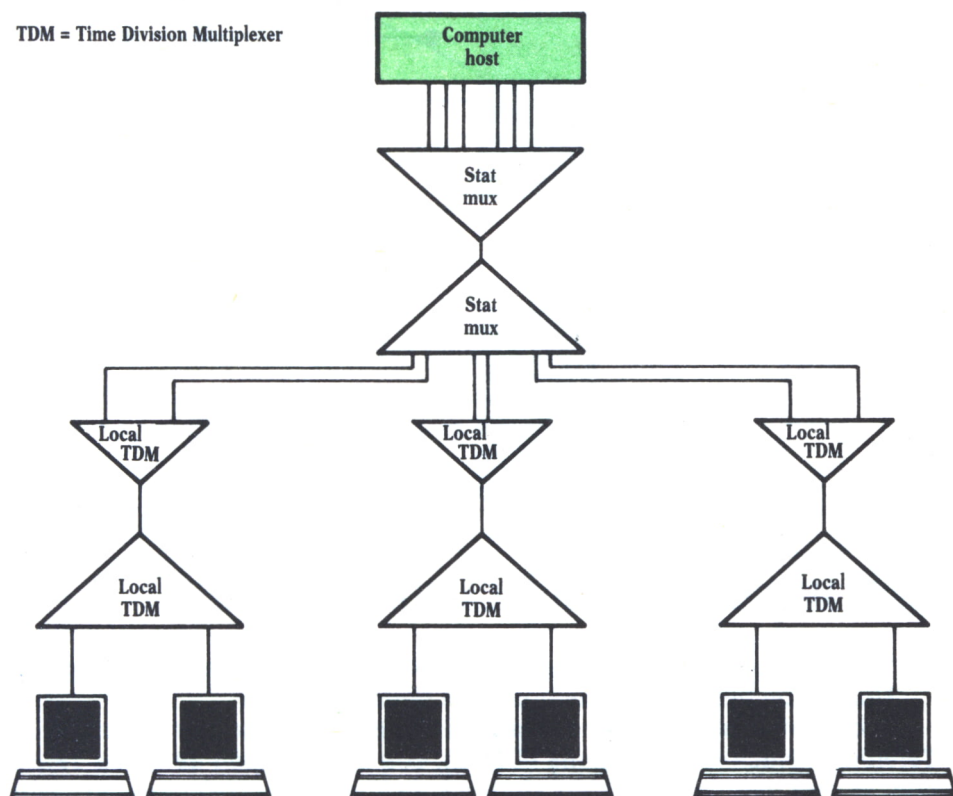 TDM = Time Division Multiplexer
Computer
host
Stat
mux
Stat
mux
Local
TDM
Local
TDM
Local
TDM
Local
TDM
Local
TDM
Local
TDM